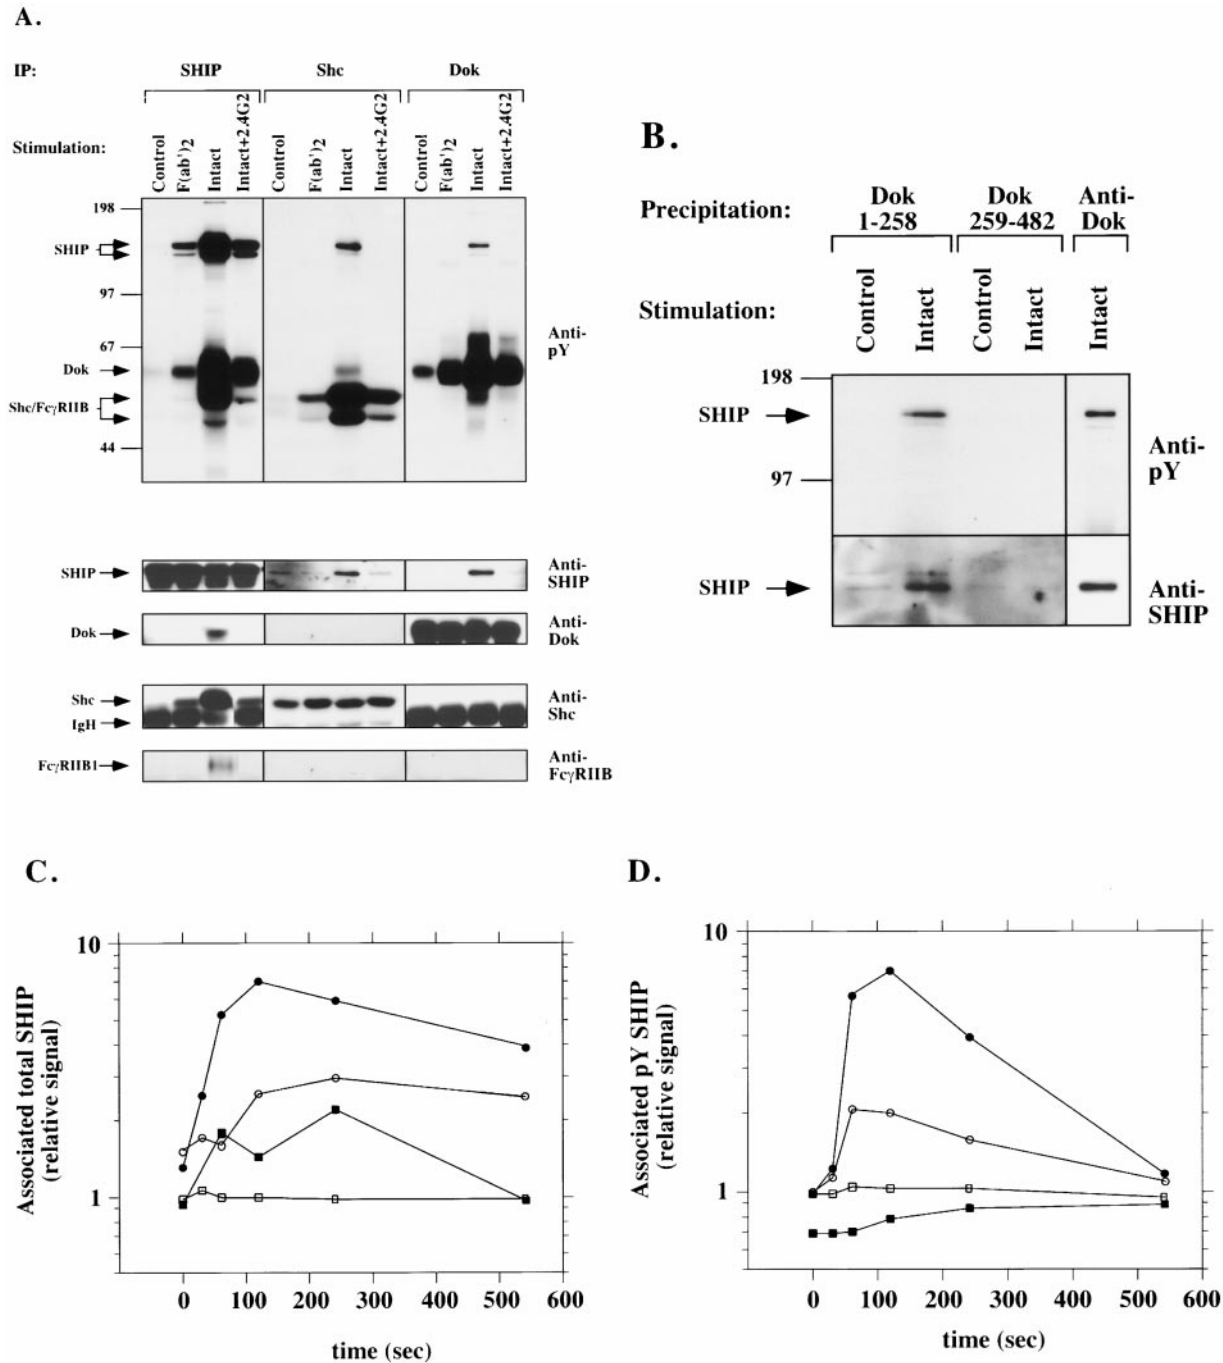 A.
IP: SHIP Shc Dok
Stimulation: Control F(ab')2 Intact Intact+2.4G2 Control F(ab')2 Intact Intact+2.4G2 Control F(ab')2 Intact Intact+2.4G2
198
SHIP
97
67
Dok
Shc/FcγRIIB
44
Anti-
pY
SHIP
Anti-
SHIP
Dok
Anti-
Dok
Shc
IgH
Anti-
Shc
FcγRIIB1
Anti-
FcγRIIB
B.
Precipitation: Dok 1-258 Dok 259-482 Anti-Dok
Stimulation: Control Intact Control Intact Intact
198
SHIP
97
Anti-
pY
SHIP
Anti-
SHIP
C.
Associated total SHIP
(relative signal)
10
1
0 100 200 300 400 500 600
time (sec)
D.
Associated pY SHIP
(relative signal)
10
1
0 100 200 300 400 500 600
time (sec)